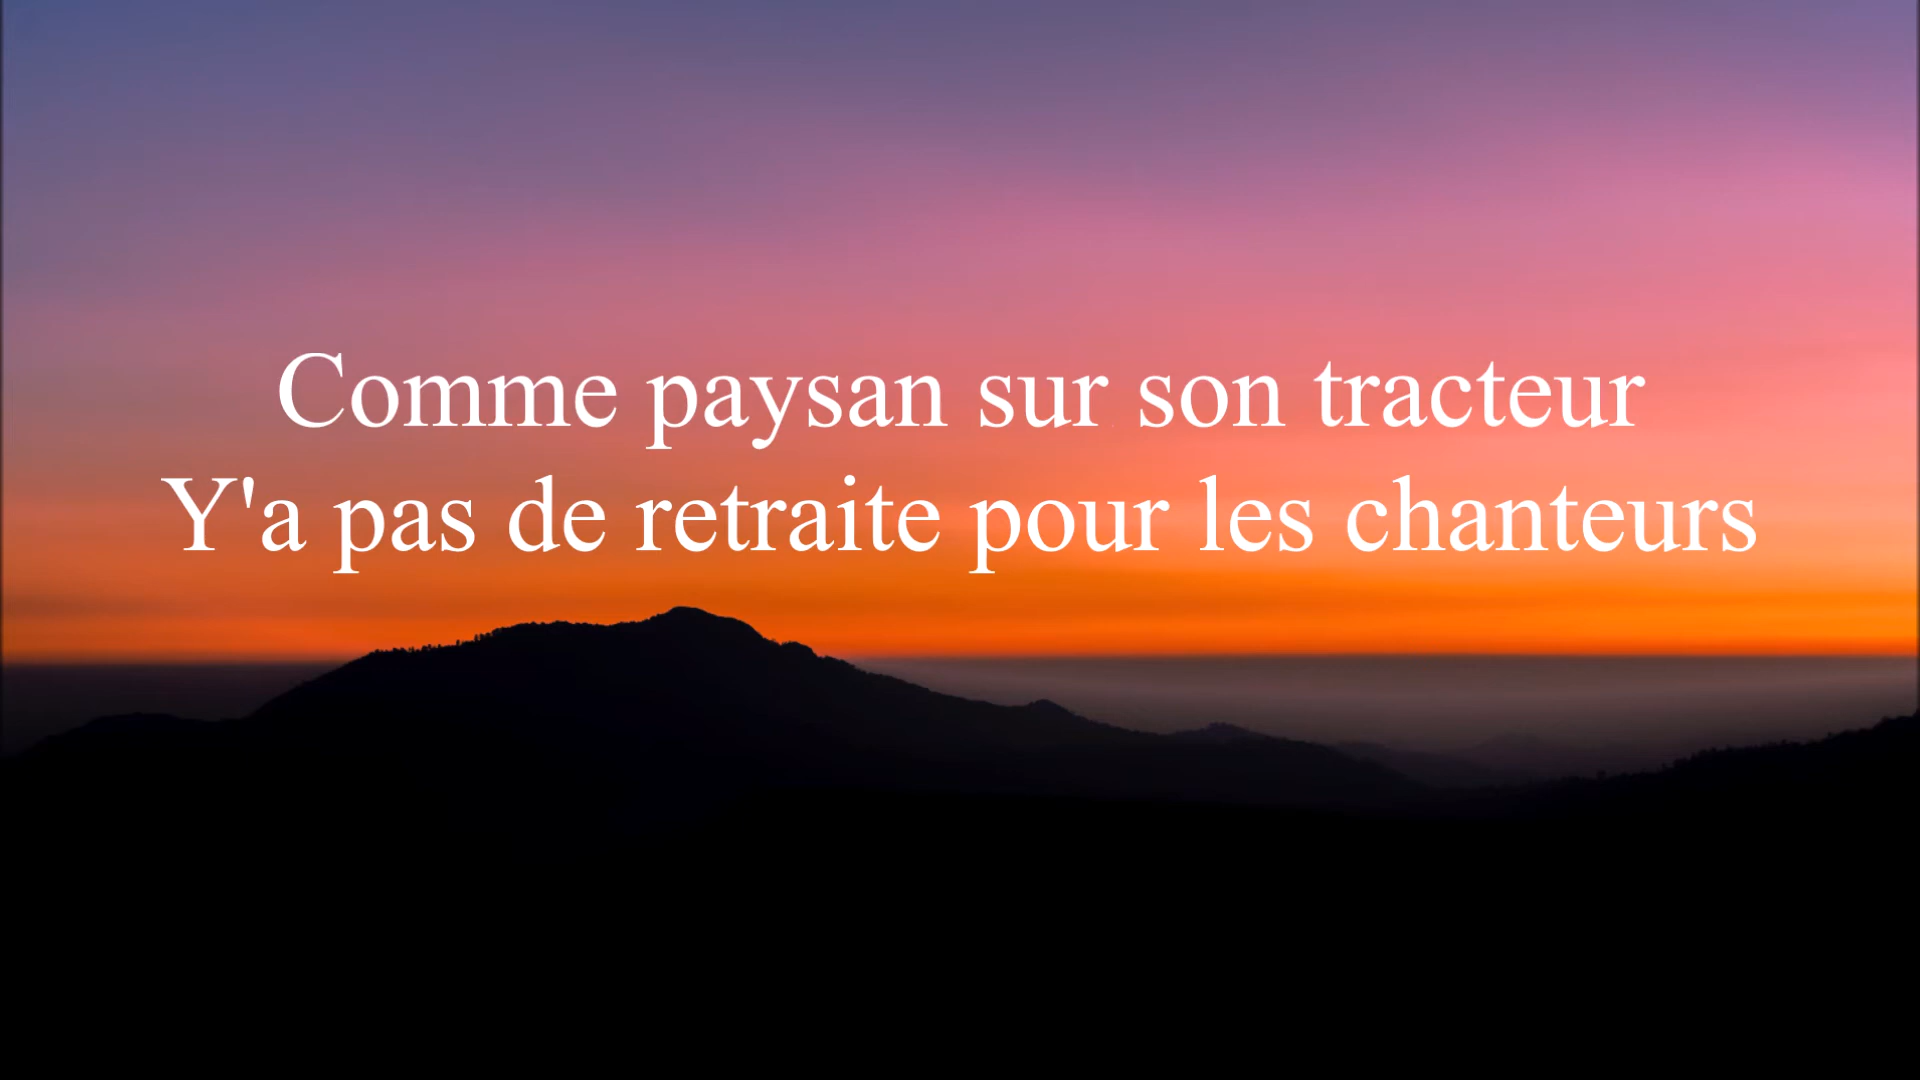 Comme paysan sur son tracteur
Y'a pas de retraite pour les chanteurs